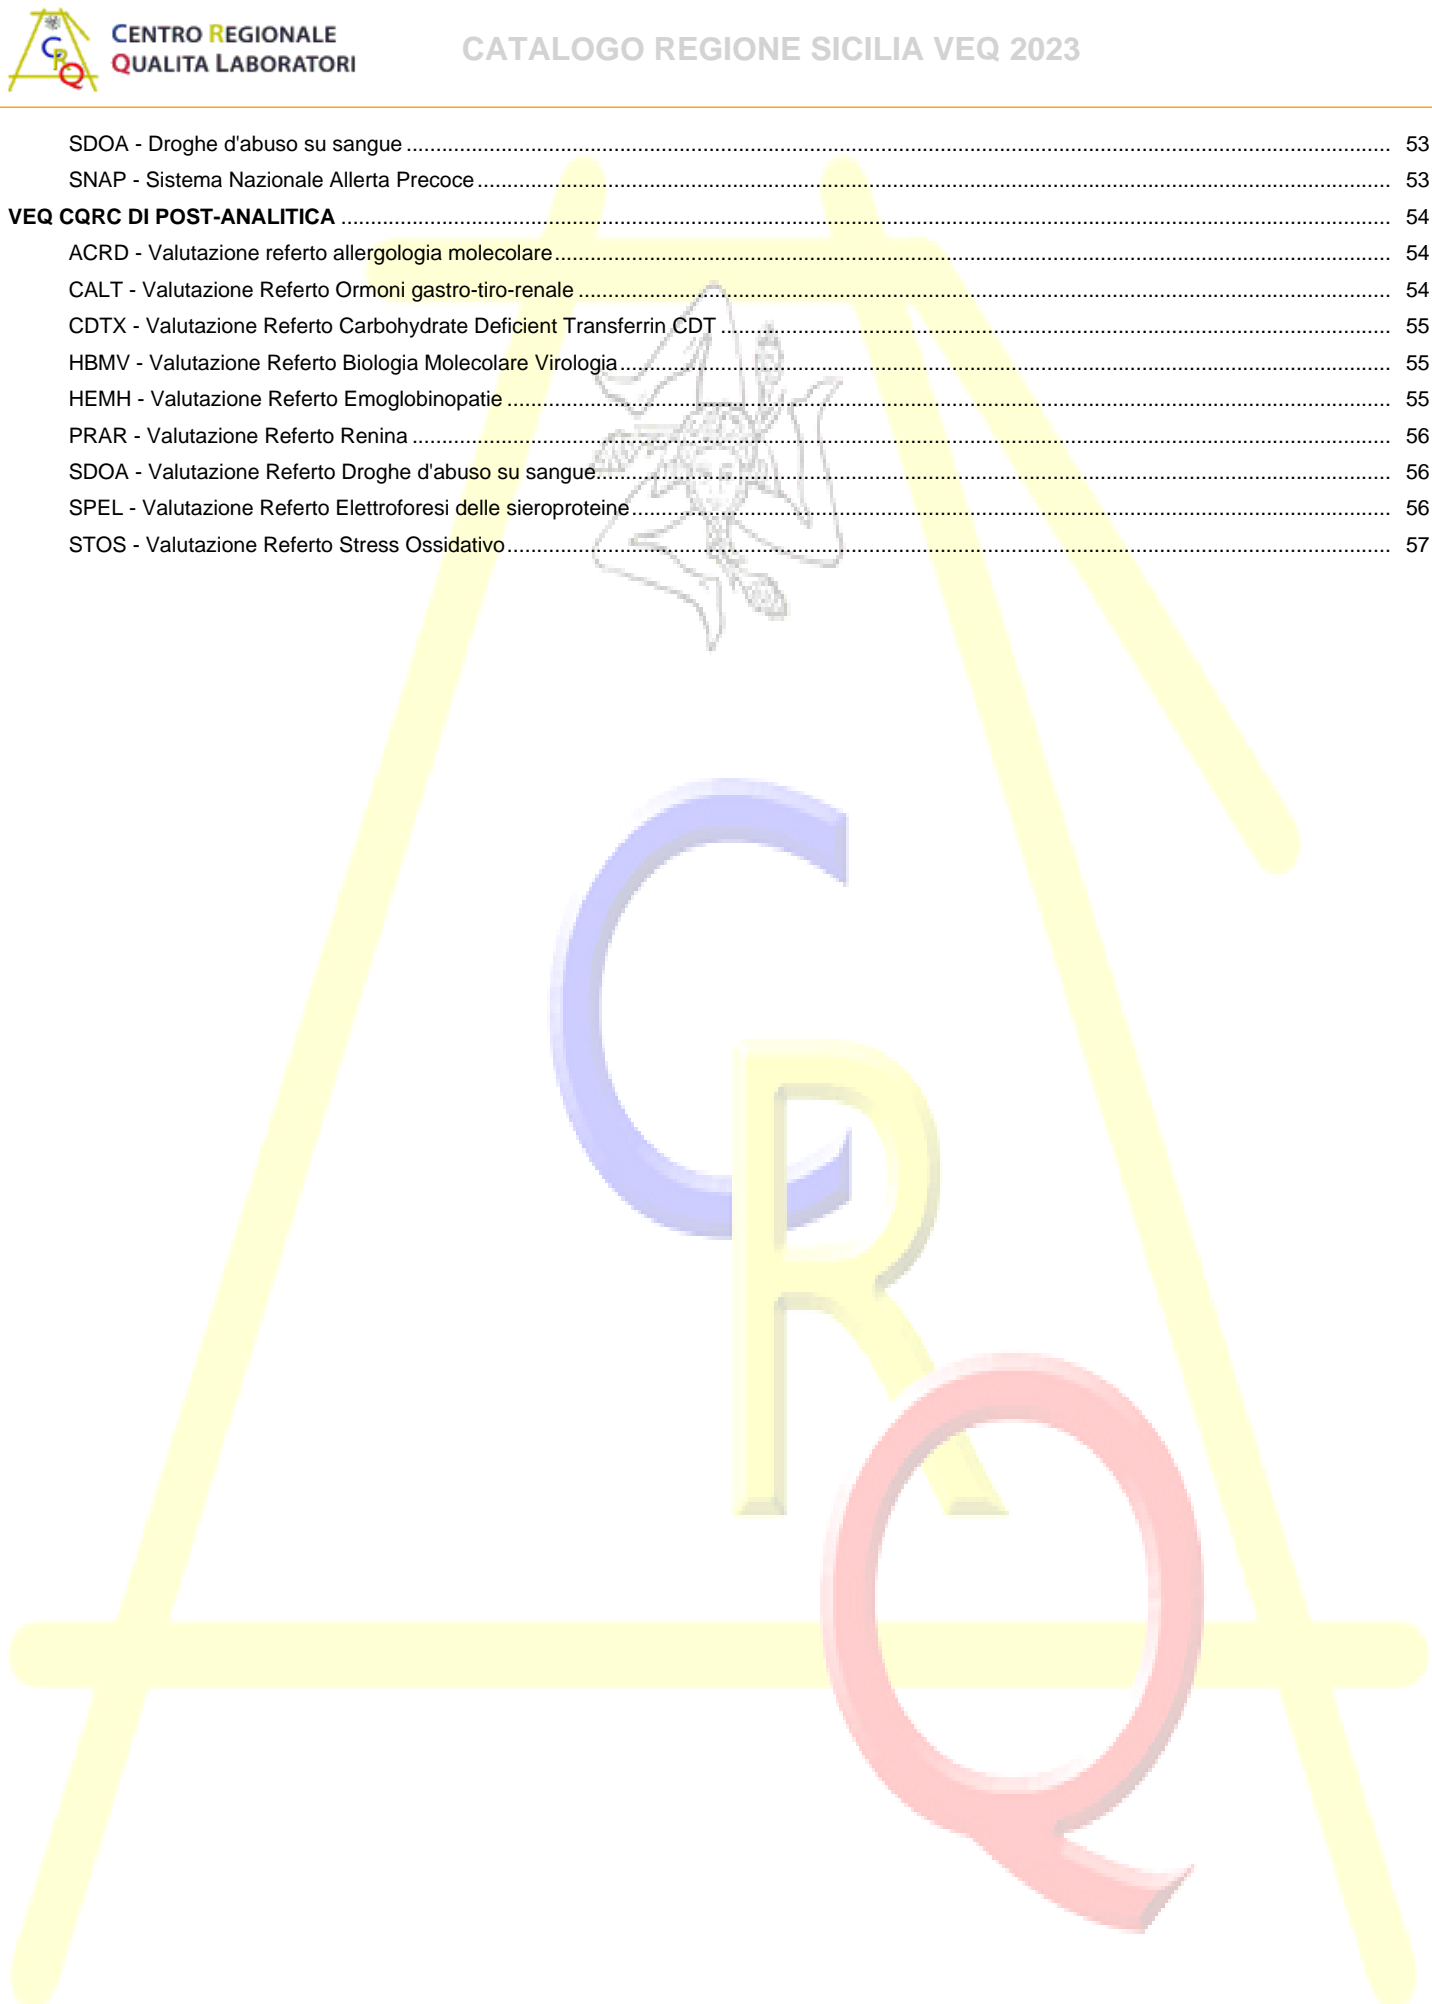 CENTRO REGIONALE
QUALITA LABORATORI
CRQ
CATALOGO REGIONE SICILIA VEQ 2023
SDOA - Droghe d'abuso su sangue 53
SNAP - Sistema Nazionale Allerta Precoce 53
VEQ CQRC DI POST-ANALITICA 54
ACRD - Valutazione referto allergologia molecolare 54
CALT - Valutazione Referto Ormoni gastro-tiro-renale 54
CDTX - Valutazione Referto Carbohydrate Deficient Transferrin CDT 55
HBMV - Valutazione Referto Biologia Molecolare Virologia 55
HEMH - Valutazione Referto Emoglobinopatie 55
PRAR - Valutazione Referto Renina 56
SDOA - Valutazione Referto Droghe d'abuso su sangue 56
SPEL - Valutazione Referto Elettroforesi delle sieroproteine 56
STOS - Valutazione Referto Stress Ossidativo 57
CRQ